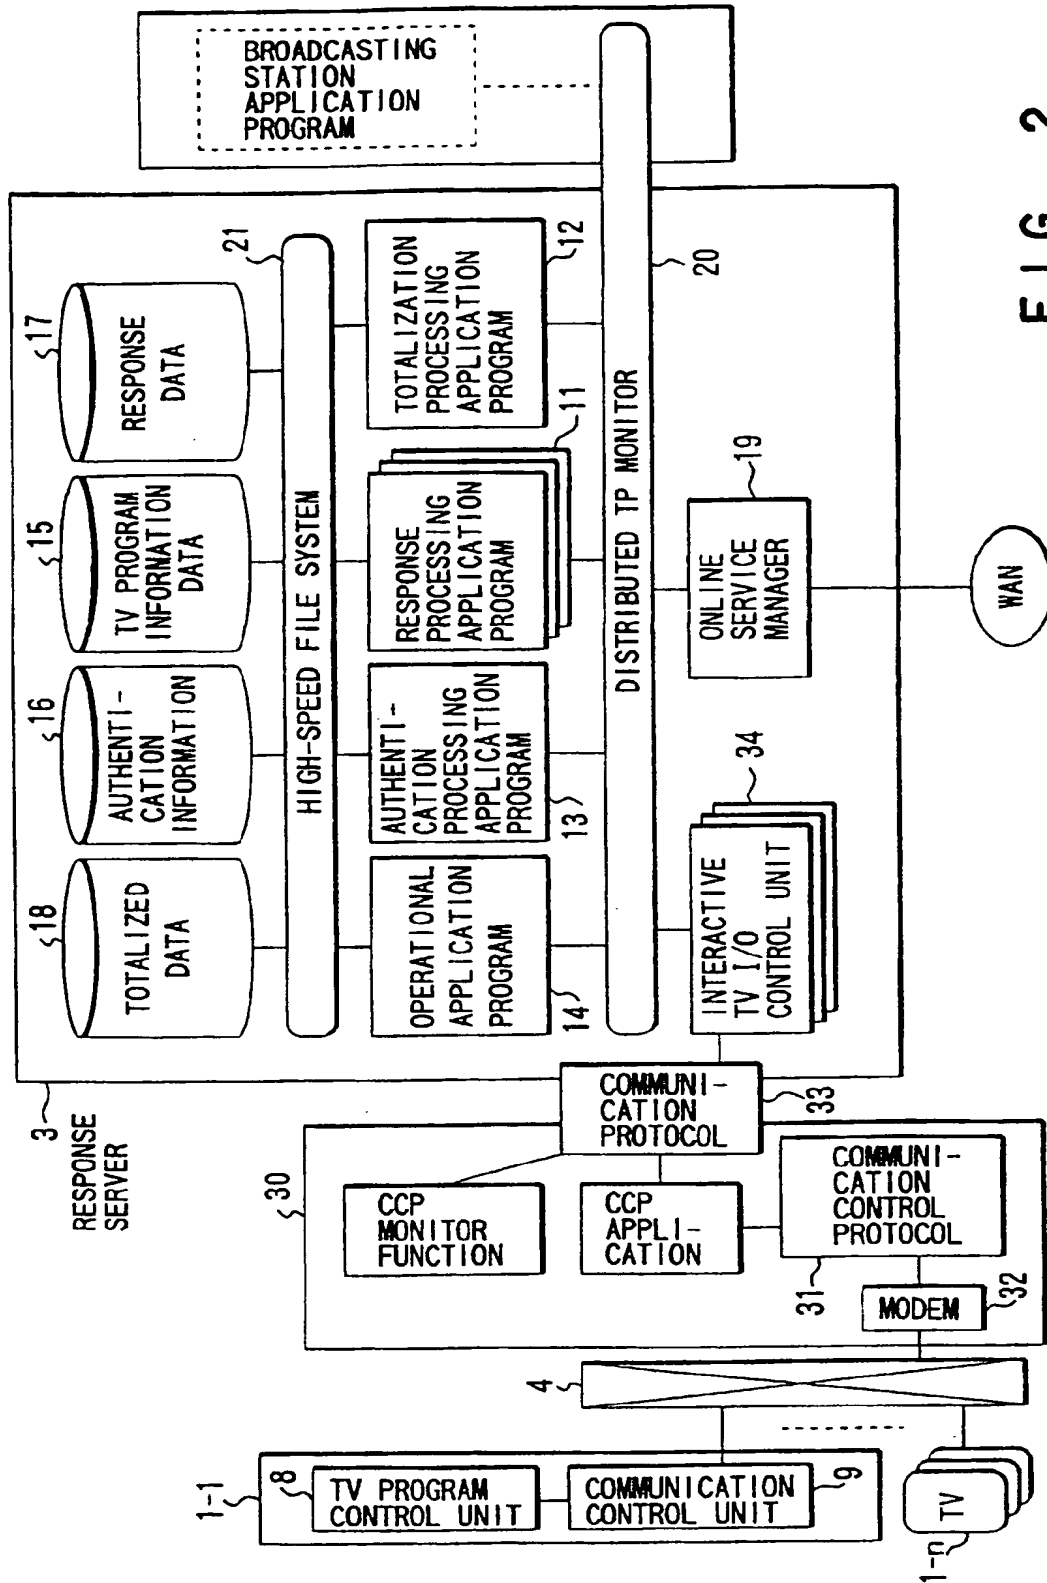 FIG. 2
3
RESPONSE
SERVER
18
TOTALIZED
DATA
16
AUTHENTI-
CATION
INFORMATION
15
TV PROGRAM
INFORMATION
DATA
17
RESPONSE
DATA
HIGH-SPEED FILE SYSTEM
21
OPERATIONAL
APPLICATION
PROGRAM
14
AUTHENTI-
CATION
PROCESSING
APPLICATION
PROGRAM
13
RESPONSE
PROCESSING
APPLICATION
PROGRAM
11
TOTALIZATION
PROCESSING
APPLICATION
PROGRAM
12
BROADCASTING
STATION
APPLICATION
PROGRAM
DISTRIBUTED TP MONITOR
20
INTERACTIVE
TV I/O
CONTROL UNIT
34
ONLINE
SERVICE
MANAGER
19
WAN
30
COMMUNI-
CATION
PROTOCOL
33
CCP
MONITOR
FUNCTION
CCP
APPLI-
CATION
COMMUNI-
CATION
CONTROL
PROTOCOL
31
MODEM
32
4
1-1
8
TV PROGRAM
CONTROL UNIT
COMMUNICATION
CONTROL UNIT
9
TV
1-n